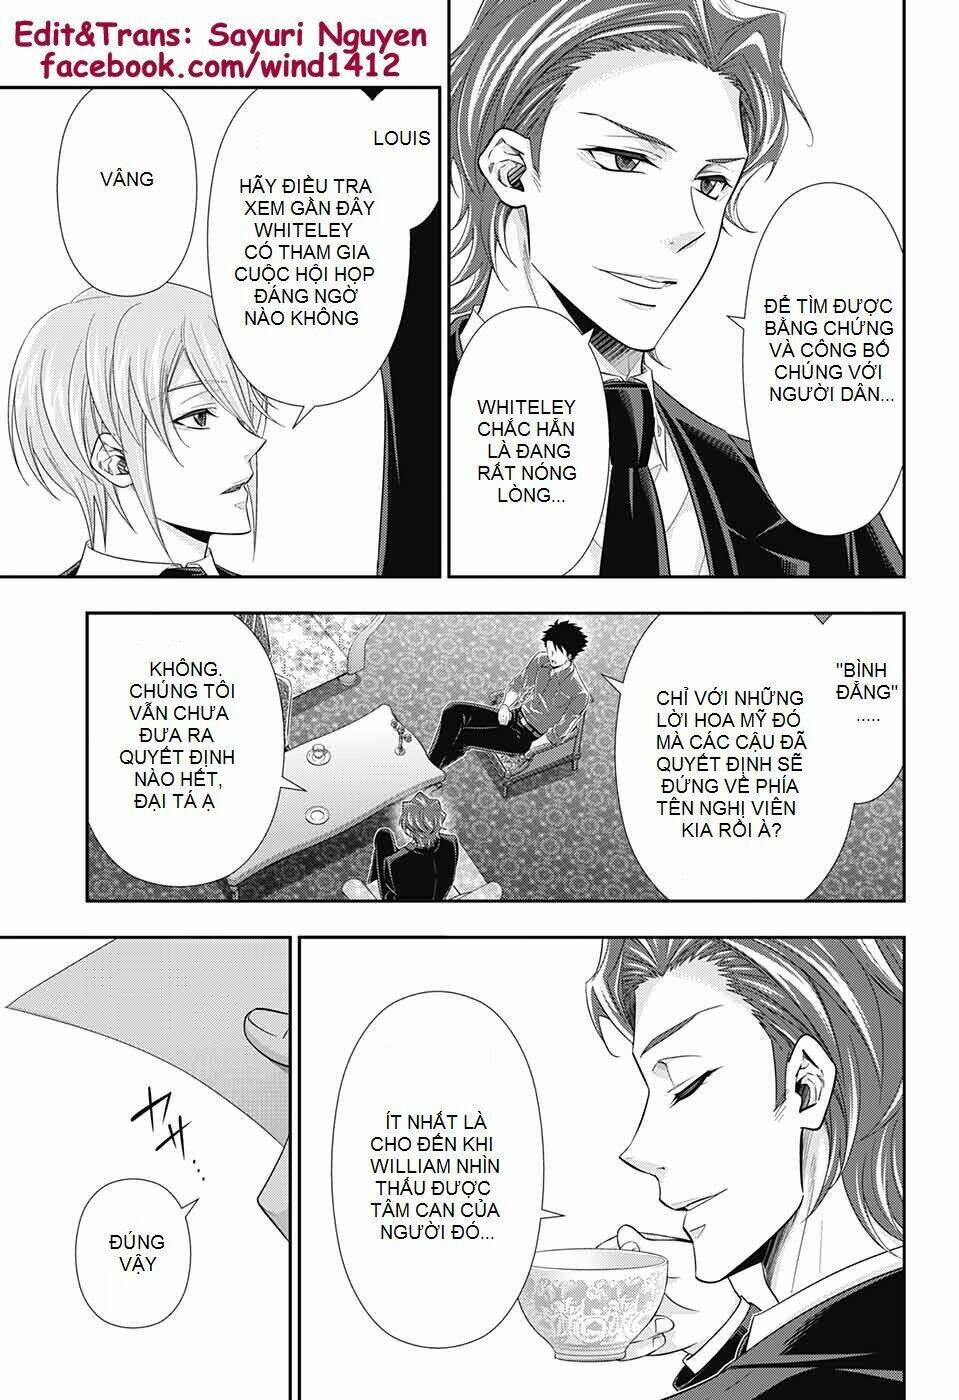 Edit&Trans: Sayuri Nguyen
facebook.com/wind1412
ĐỂ TÌM ĐƯỢC
BẰNG CHỨNG
VÀ CÔNG BỐ
CHÚNG VỚI
NGƯỜI DÂN...
WHITELEY
CHẮC HẲN
LÀ ĐANG
RẤT NÓNG
LÒNG...
LOUIS
HÃY ĐIỀU TRA
XEM GẦN ĐÂY
WHITELEY
CÓ THAM GIA
CUỘC HỘI HỌP
ĐÁNG NGỜ
NÀO KHÔNG
VÂNG
"BÌNH
ĐẲNG"
.....
CHỈ VỚI NHỮNG
LỜI HOA MỸ ĐÓ
MÀ CÁC CẬU ĐÃ
QUYẾT ĐỊNH SẼ
ĐỨNG VỀ PHÍA
TÊN NGHỊ VIÊN
KIA RỒI À?
KHÔNG.
CHÚNG TÔI
VẪN CHƯA
ĐƯA RA
QUYẾT ĐỊNH
NÀO HẾT,
ĐẠI TÁ Ạ
ÍT NHẤT LÀ
CHO ĐẾN KHI
WILLIAM NHÌN
THẤU ĐƯỢC
TÂM CAN CỦA
NGƯỜI ĐÓ...
ĐÚNG
VẬY